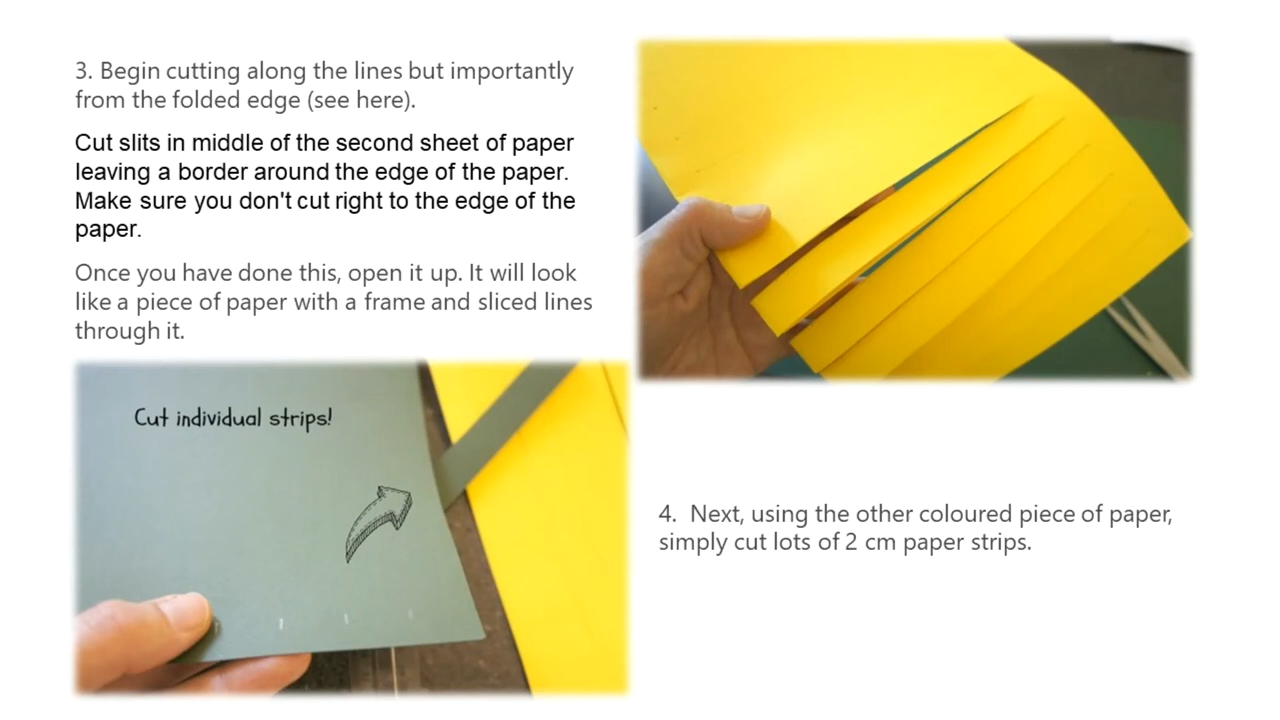 3. Begin cutting along the lines but importantly
from the folded edge (see here).
Cut slits in middle of the second sheet of paper
leaving a border around the edge of the paper.
Make sure you don't cut right to the edge of the
paper.
Once you have done this, open it up. It will look
like a piece of paper with a frame and sliced lines
through it.
Cut individual strips!
4. Next, using the other coloured piece of paper,
simply cut lots of 2 cm paper strips.